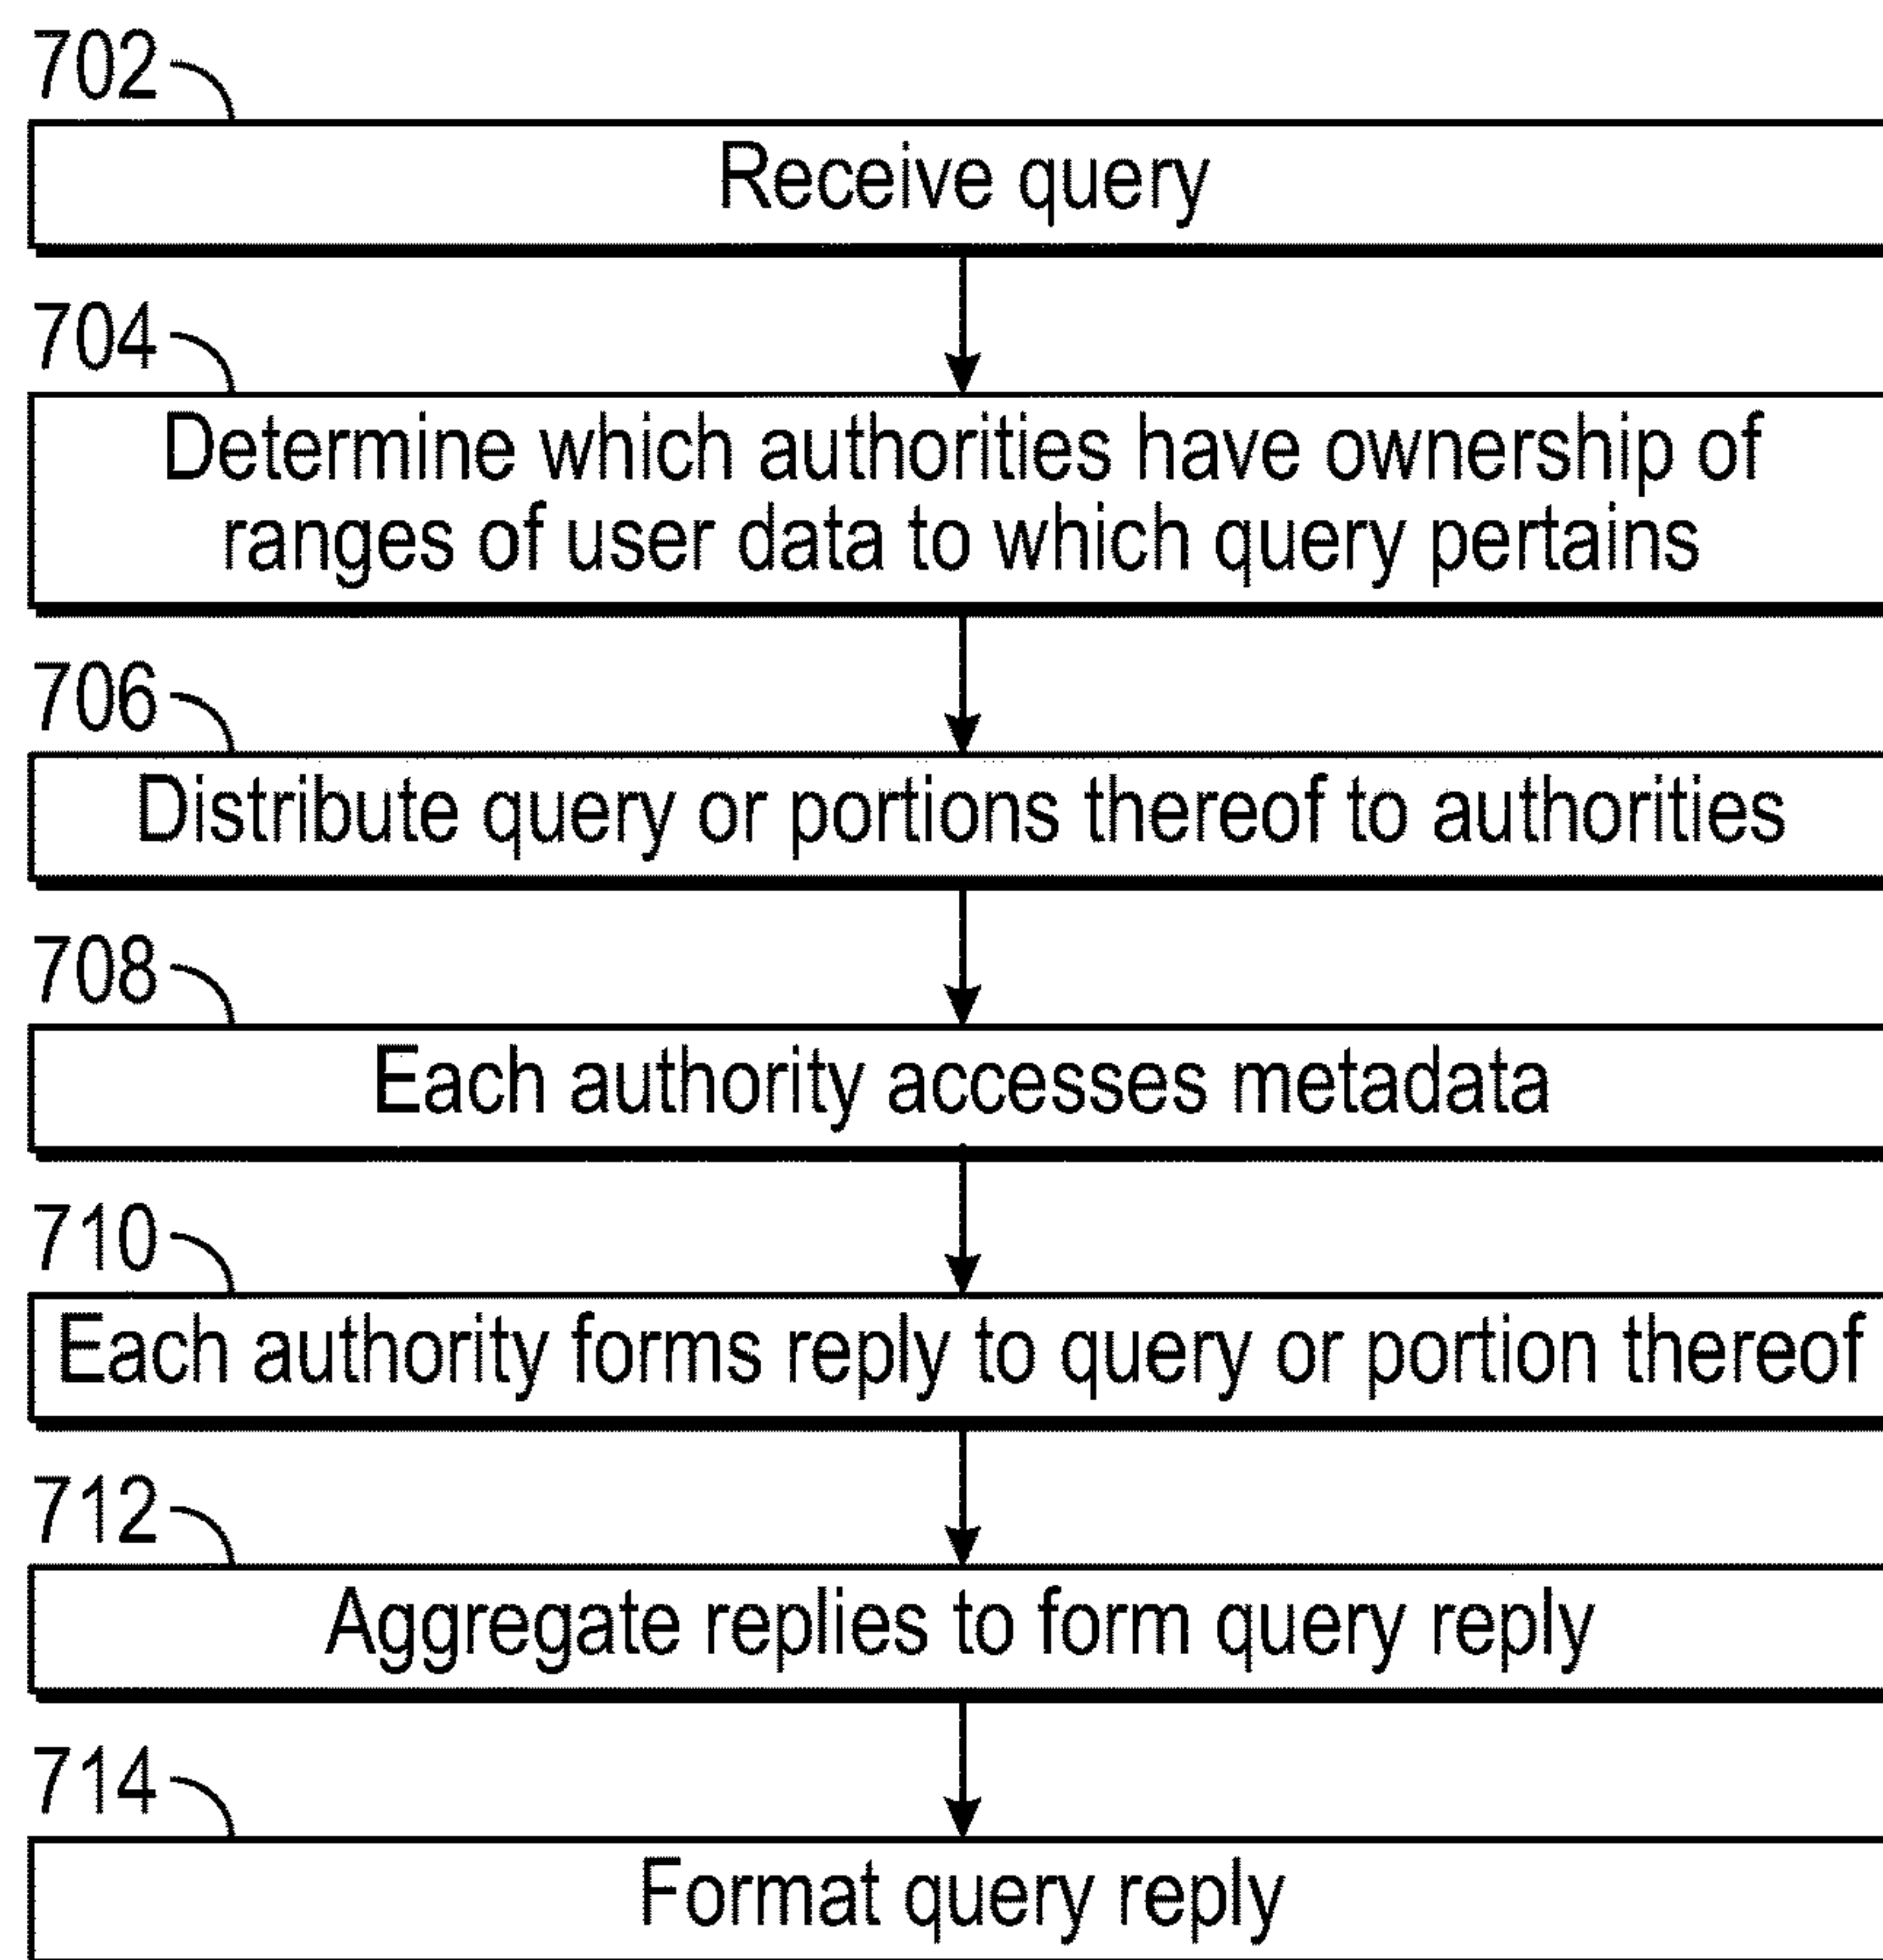 702
Receive query
704
Determine which authorities have ownership of
ranges of user data to which query pertains
706
Distribute query or portions thereof to authorities
708
Each authority accesses metadata
710
Each authority forms reply to query or portion thereof
712
Aggregate replies to form query reply
714
Format query reply